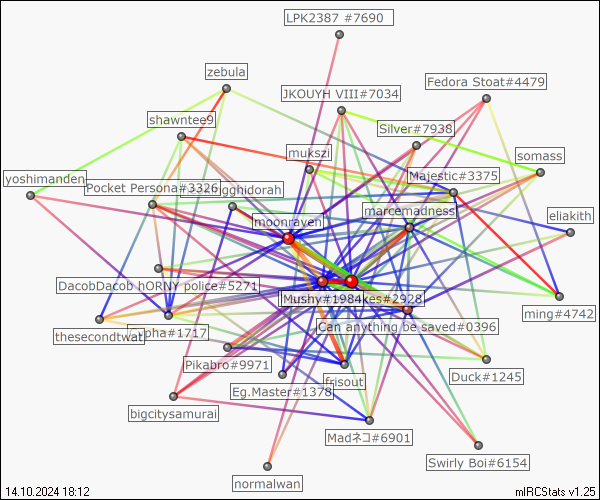 LPK2387 #7690
zebula
Fedora Stoat#4479
JKOUYH VIII#7034
shawntee9
Silver#7938
mukszi
somass
Majestic#3375
yoshimanden
Pocket Persona#3326
gghidorah
marcemadness
eliakith
moonraven
DacobDacob
hORNY police#5271
Mushy#1984
kes#2928
ming#4742
Can anything be saved#0396
thesecondtwat
pha#1717
Pikabro#9971
frisout
Duck#1245
Eg.Master#1378
bigcitysamurai
Madネコ#6901
Swirly Boi#6154
normalwan
14.10.2024 18:12
mIRCStats v1.25